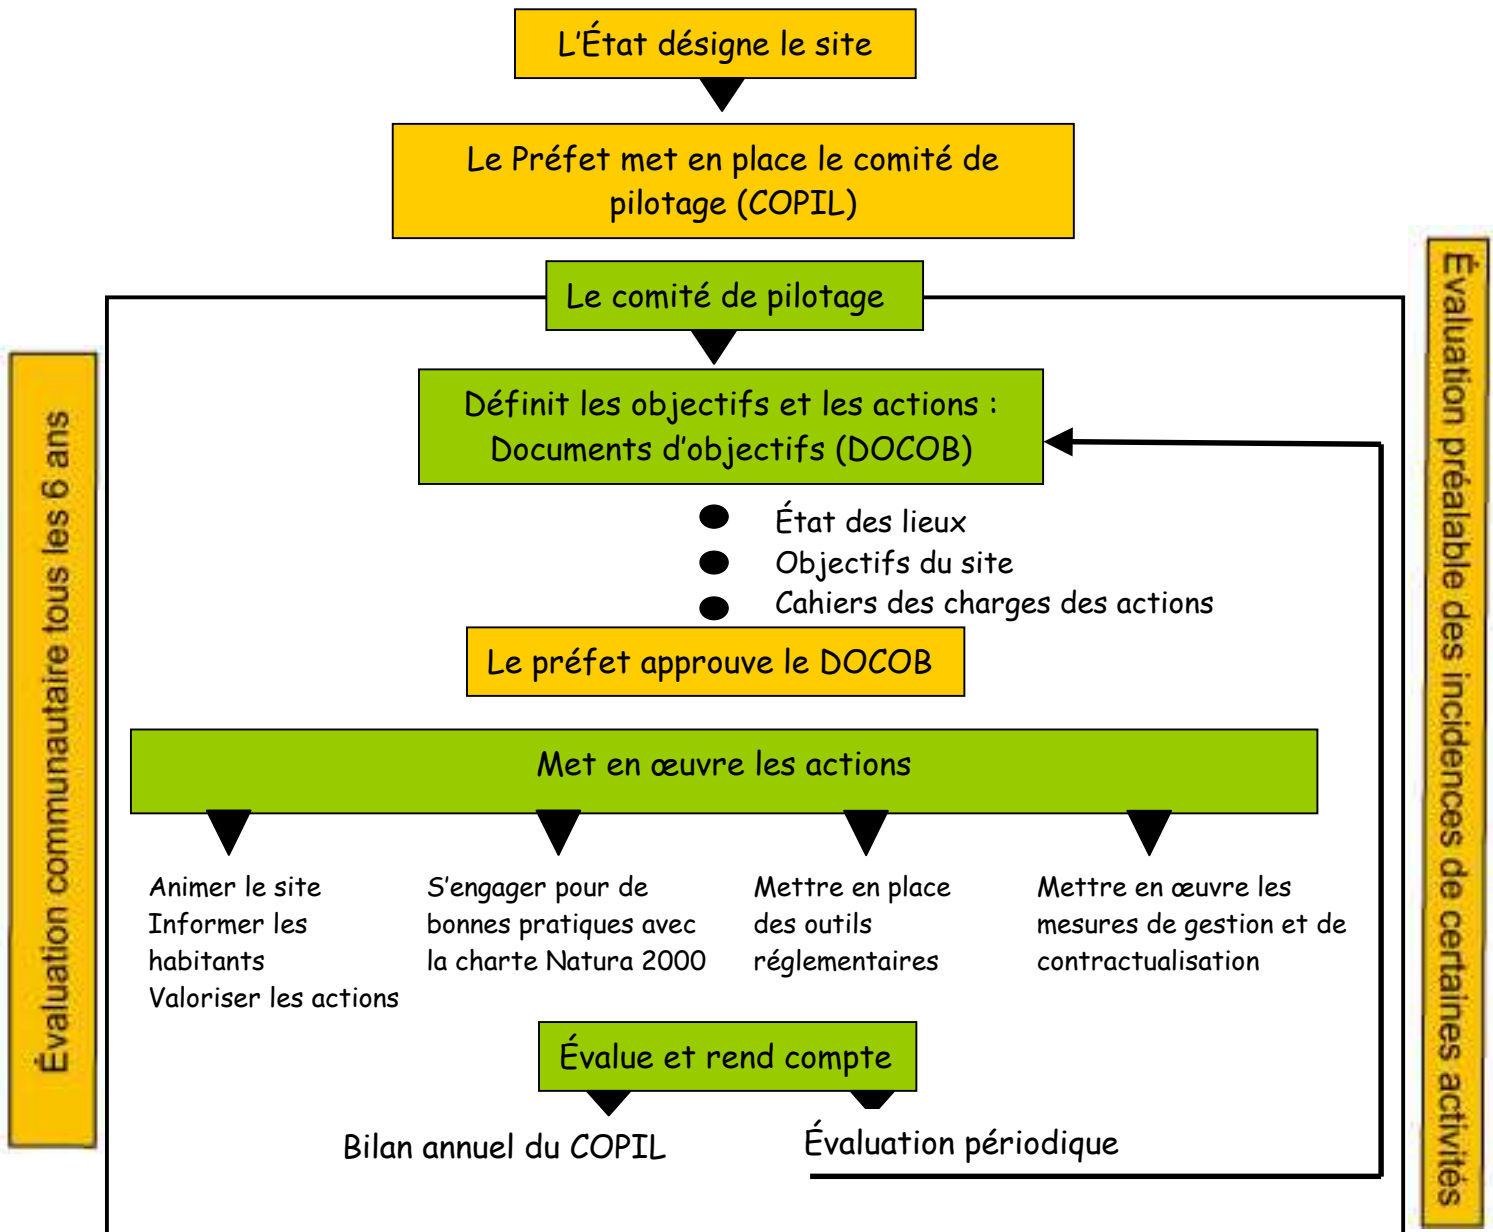 L'État désigne le site
Le Préfet met en place le comité de
pilotage (COPIL)
Le comité de pilotage
Définit les objectifs et les actions :
Documents d'objectifs (DOCOB)
État des lieux
Objectifs du site
Cahiers des charges des actions
Le préfet approuve le DOCOB
Met en œuvre les actions
Animer le site
Informer les
habitants
Valoriser les actions
S'engager pour de
bonnes pratiques avec
la charte Natura 2000
Mettre en place
des outils
réglementaires
Mettre en œuvre les
mesures de gestion et de
contractualisation
Évalue et rend compte
Bilan annuel du COPIL
Évaluation périodique
Évaluation communautaire tous les 6 ans
Évaluation préalable des incidences de certaines activités